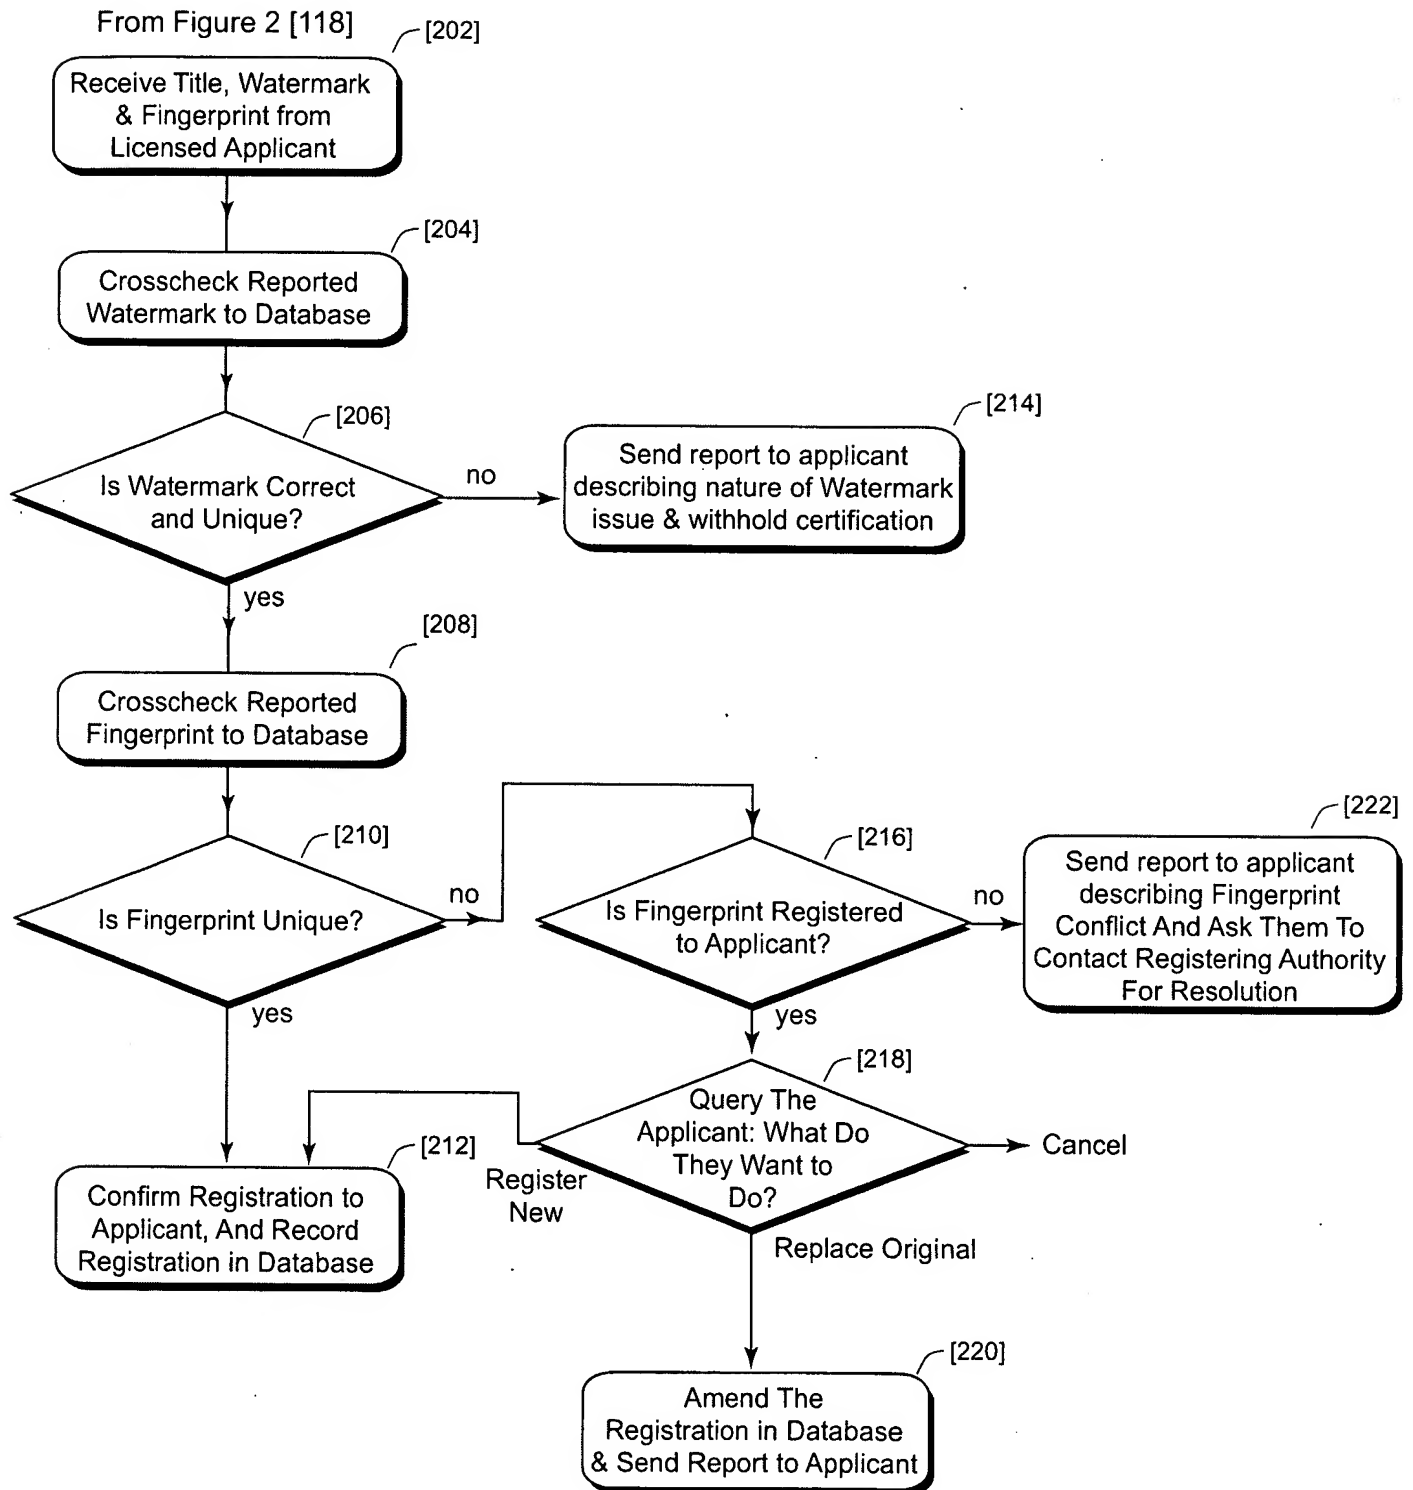 From Figure 2 [118]
[202]
Receive Title, Watermark
& Fingerprint from
Licensed Applicant
[204]
Crosscheck Reported
Watermark to Database
[206]
Is Watermark Correct
and Unique?
no
[214]
Send report to applicant
describing nature of Watermark
issue & withhold certification
yes
[208]
Crosscheck Reported
Fingerprint to Database
[210]
Is Fingerprint Unique?
no
[216]
Is Fingerprint Registered
to Applicant?
no
[222]
Send report to applicant
describing Fingerprint
Conflict And Ask Them To
Contact Registering Authority
For Resolution
yes
yes
[218]
Query The
Applicant: What Do
They Want to
Do?
Cancel
Register
New
[212]
Confirm Registration to
Applicant, And Record
Registration in Database
Replace Original
[220]
Amend The
Registration in Database
& Send Report to Applicant